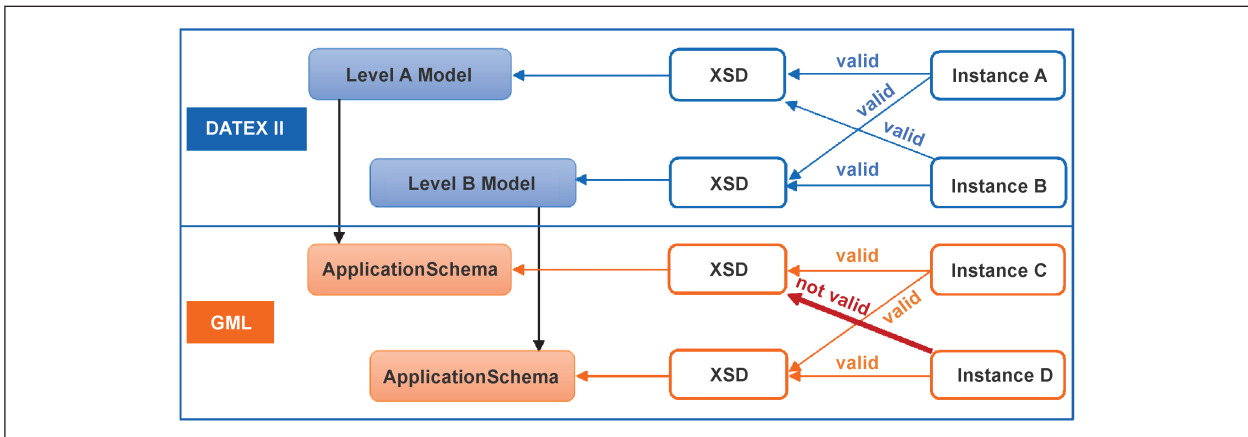 Level A Model
XSD
valid
Instance A
valid
valid
DATEX II
Level B Model
XSD
valid
Instance B
ApplicationSchema
XSD
valid
Instance C
not valid
valid
GML
ApplicationSchema
XSD
valid
Instance D